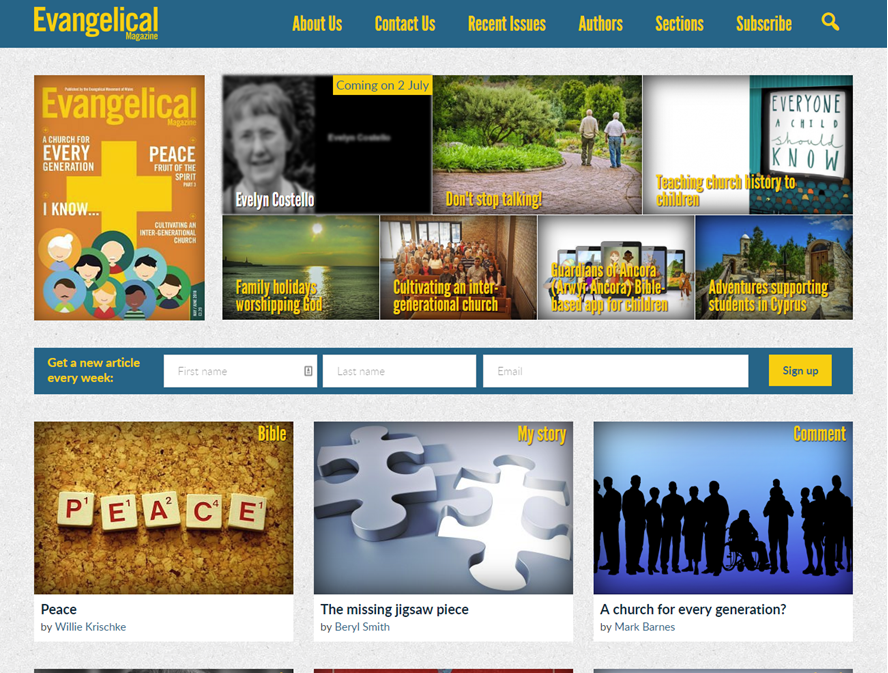 Evangelical
Magazine
About Us
Contact Us
Recent Issues
Authors
Sections
Subscribe
Published by the Evangelical Movement of Wales
Evangelical
Magazine
A CHURCH FOR
EVERY
GENERATION
PEACE
FRUIT OF THE
SPIRIT
PART 3
I KNOW...
CULTIVATING AN
INTER-GENERATIONAL
CHURCH
Coming on 2 July
Evelyn Costello
Evelyn Costello
Don't stop talking!
EVERYONE
A CHILD
should
KNOW
Teaching church history to
children
Family holidays,
worshipping God
Cultivating an inter-
generational church
Guardians of Ancora
(Arwyr Ancora) Bible-
based app for children
Adventures supporting
students in Cyprus
Get a new article
every week:
First name
Last name
Email
Sign up
Bible
P1 E1 A2 C4 E1
Peace
by Willie Krischke
My story
The missing jigsaw piece
by Beryl Smith
Comment
A church for every generation?
by Mark Barnes